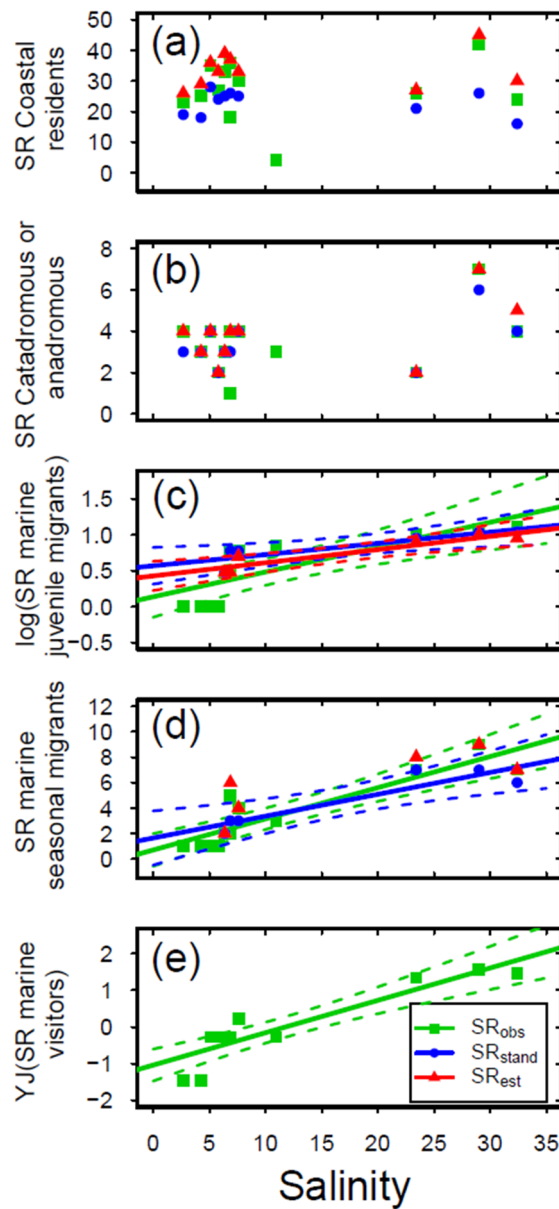 (a)
SR Coastal
residents
50
40
30
20
10
0
(b)
SR Catadromous or
anadromous
8
6
4
2
0
(c)
log(SR marine
juvenile migrants)
1.5
1.0
0.5
0.0
−0.5
(d)
SR marine
seasonal migrants
12
10
8
6
4
2
0
(e)
YJ(SR marine
visitors)
2
1
0
−1
−2
SRobs
SRstand
SRest
0 5 10 15 20 25 30 35
Salinity